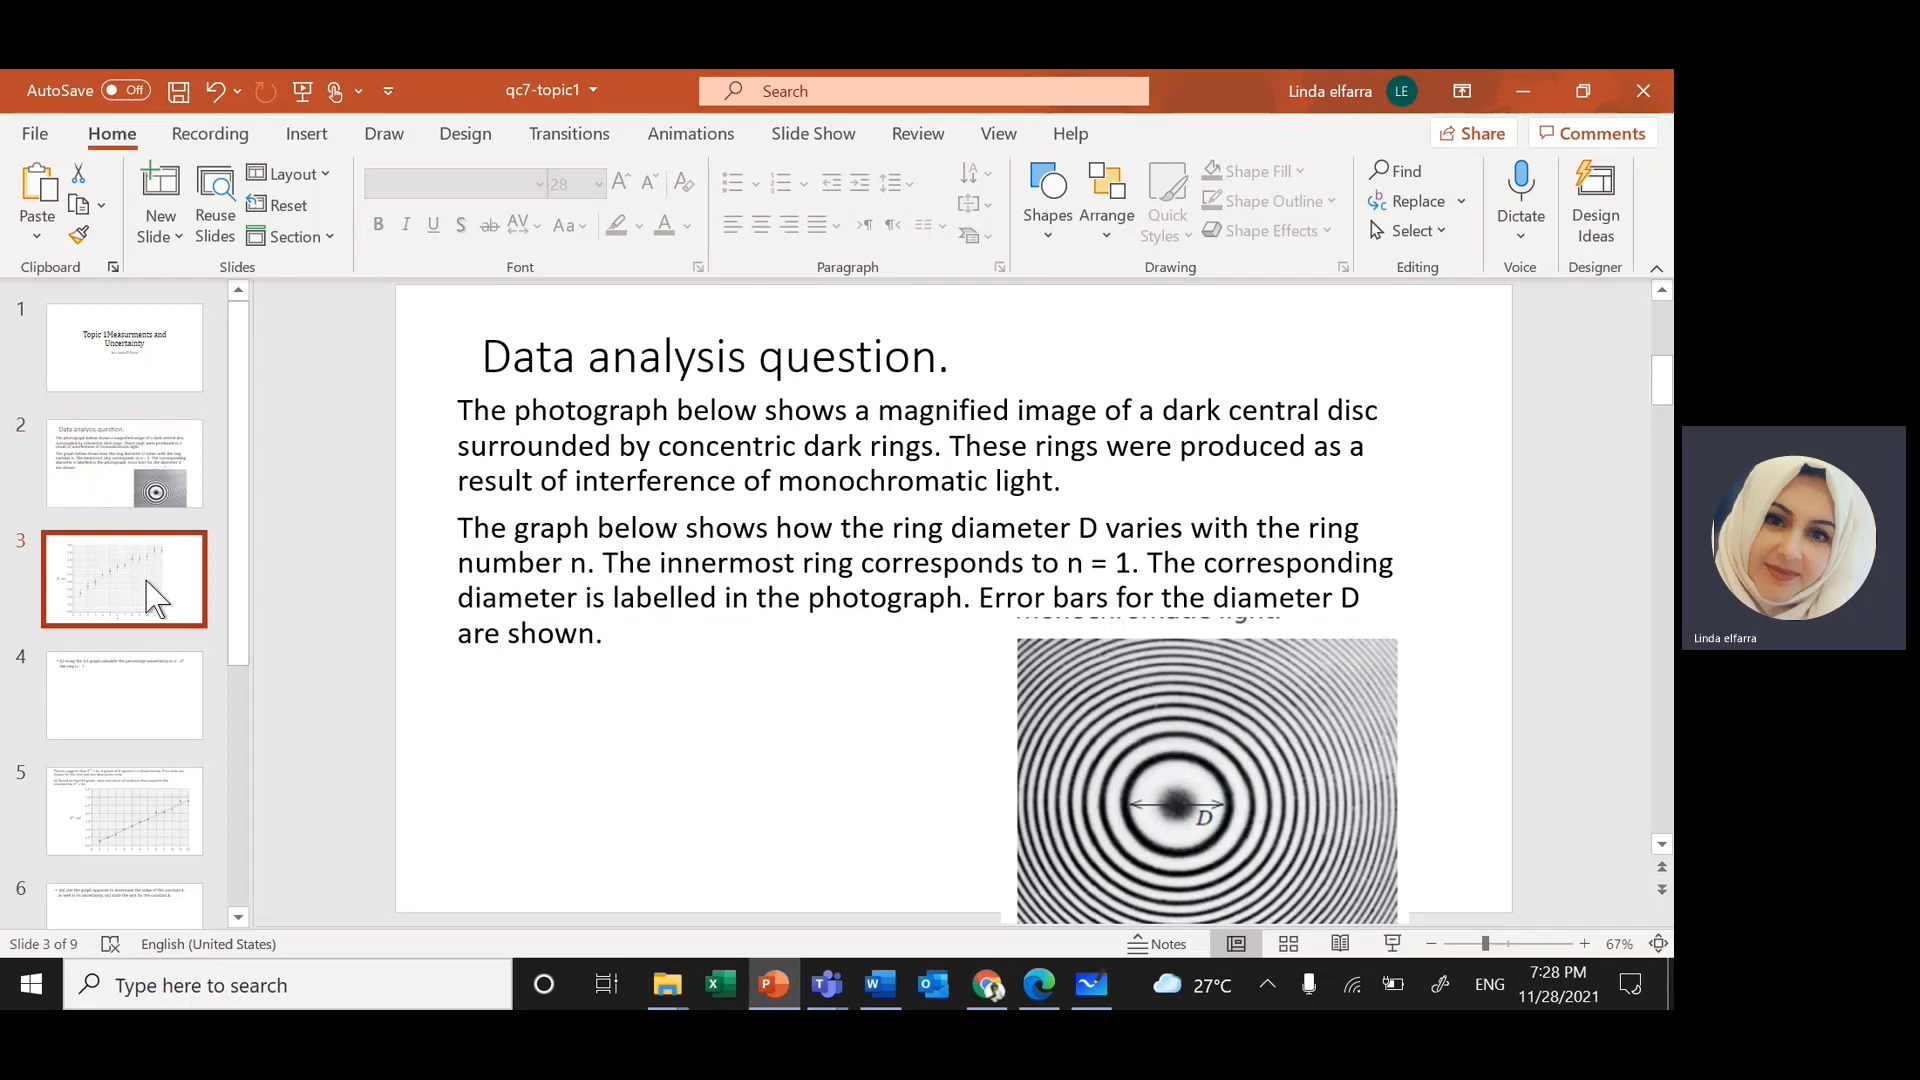 AutoSave Off
qc7-topic1
Search
Linda elfarra LE
File Home Recording Insert Draw Design Transitions Animations Slide Show Review View Help
Share Comments
Paste
New Slide
Reuse Slides
Layout
Reset
Section
28
B I U S ab AV Aa A
Shapes
Arrange
Quick Styles
Shape Fill
Shape Outline
Shape Effects
Find
Replace
Select
Dictate
Design Ideas
Clipboard Slides Font Paragraph Drawing Editing Voice Designer
1
Topic 1Measurments and
Uncertainty
2
Data analysis question.
3
4
5
6
Data analysis question.
The photograph below shows a magnified image of a dark central disc
surrounded by concentric dark rings. These rings were produced as a
result of interference of monochromatic light.
The graph below shows how the ring diameter D varies with the ring
number n. The innermost ring corresponds to n = 1. The corresponding
diameter is labelled in the photograph. Error bars for the diameter D
are shown.
D
Linda elfarra
Slide 3 of 9
English (United States)
Notes
67%
Type here to search
27°C
ENG
7:28 PM
11/28/2021